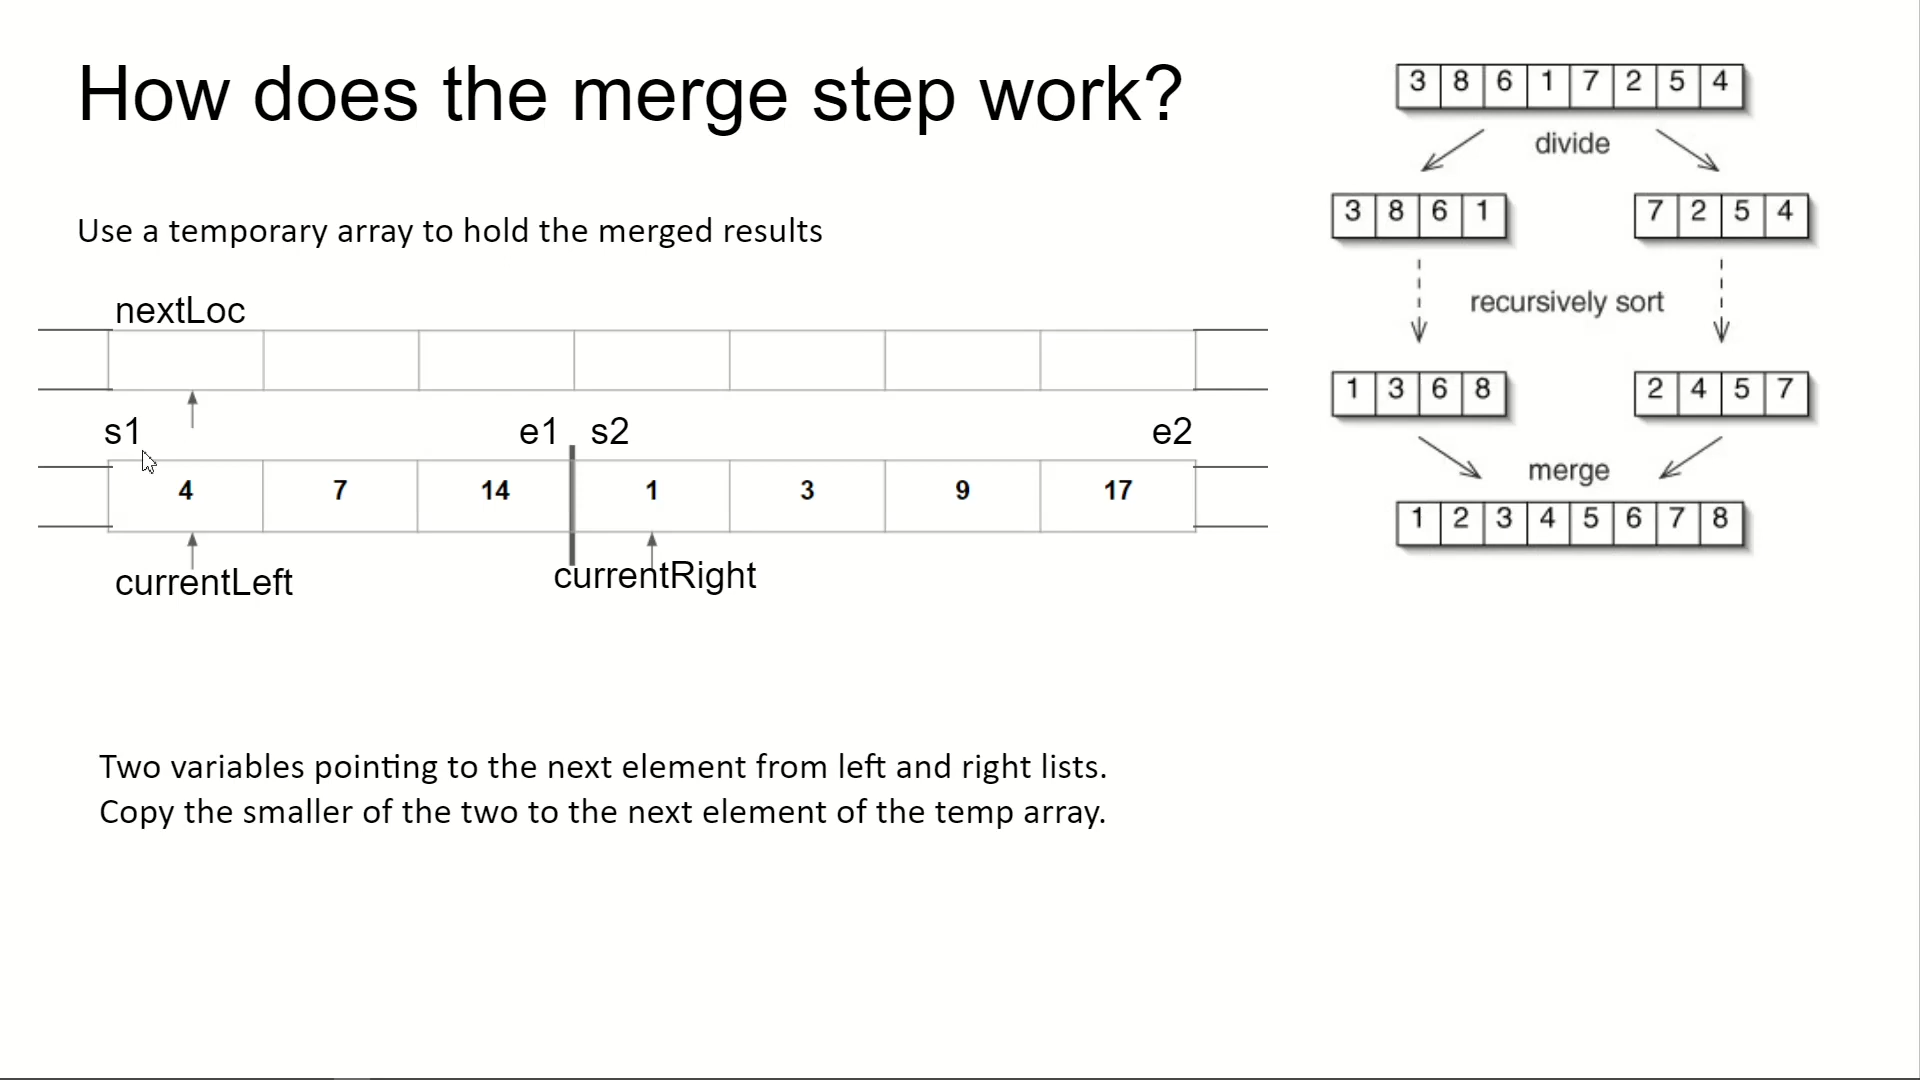 How does the merge step work?
Use a temporary array to hold the merged results
nextLoc
s1 e1 s2 e2
4 7 14 1 3 9 17
currentLeft currentRight
Two variables pointing to the next element from left and right lists.
Copy the smaller of the two to the next element of the temp array.
3 8 6 1 7 2 5 4
divide
3 8 6 1 7 2 5 4
recursively sort
1 3 6 8 2 4 5 7
merge
1 2 3 4 5 6 7 8